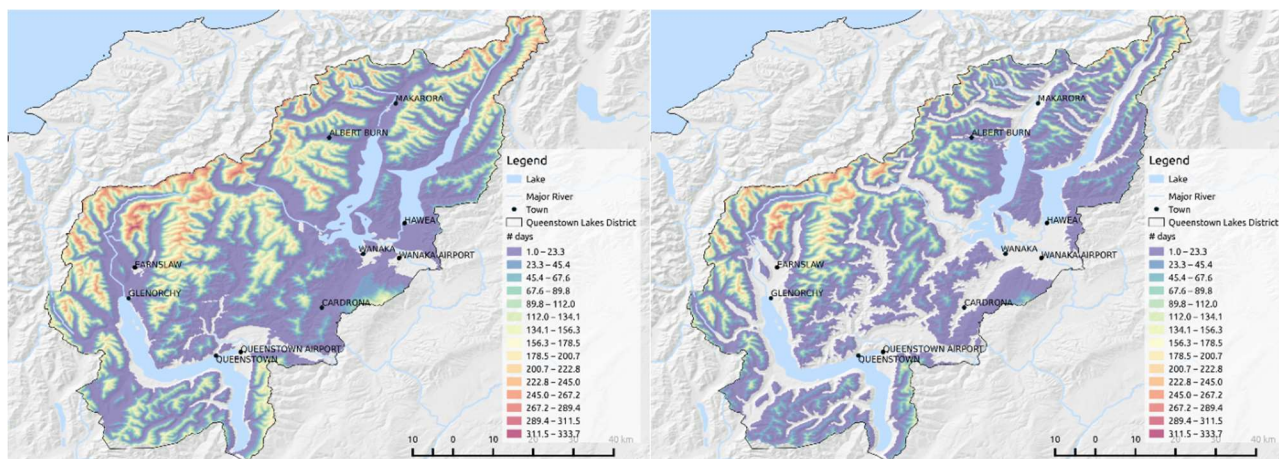 MAKARORA
ALBERT BURN
HAWEA
WANAKA
WANAKA AIRPORT
EARNSLAW
GLENORCHY
CARDRONA
QUEENSTOWN AIRPORT
QUEENSTOWN
Legend
Lake
Major River
Town
Queenstown Lakes District
# days
1.0 – 23.3
23.3 – 45.4
45.4 – 67.6
67.6 – 89.8
89.8 – 112.0
112.0 – 134.1
134.1 – 156.3
156.3 – 178.5
178.5 – 200.7
200.7 – 222.8
222.8 – 245.0
245.0 – 267.2
267.2 – 289.4
289.4 – 311.5
311.5 – 333.7
10 0 10 20 30 40 km
MAKARORA
ALBERT BURN
HAWEA
WANAKA
WANAKA AIRPORT
EARNSLAW
GLENORCHY
CARDRONA
QUEENSTOWN AIRPORT
QUEENSTOWN
Legend
Lake
Major River
Town
Queenstown Lakes District
# days
1.0 – 23.3
23.3 – 45.4
45.4 – 67.6
67.6 – 89.8
89.8 – 112.0
112.0 – 134.1
134.1 – 156.3
156.3 – 178.5
178.5 – 200.7
200.7 – 222.8
222.8 – 245.0
245.0 – 267.2
267.2 – 289.4
289.4 – 311.5
311.5 – 333.7
10 0 10 20 30 40 km